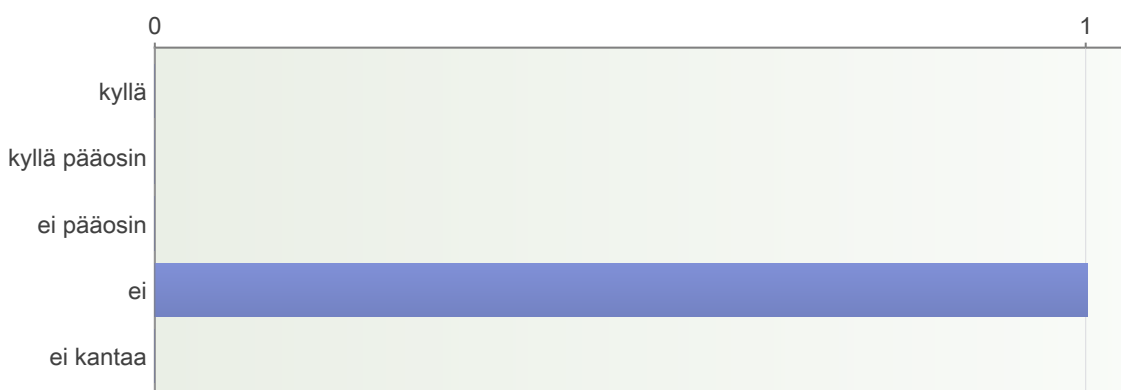 0 1
kyllä
kyllä pääosin
ei pääosin
ei
ei kantaa